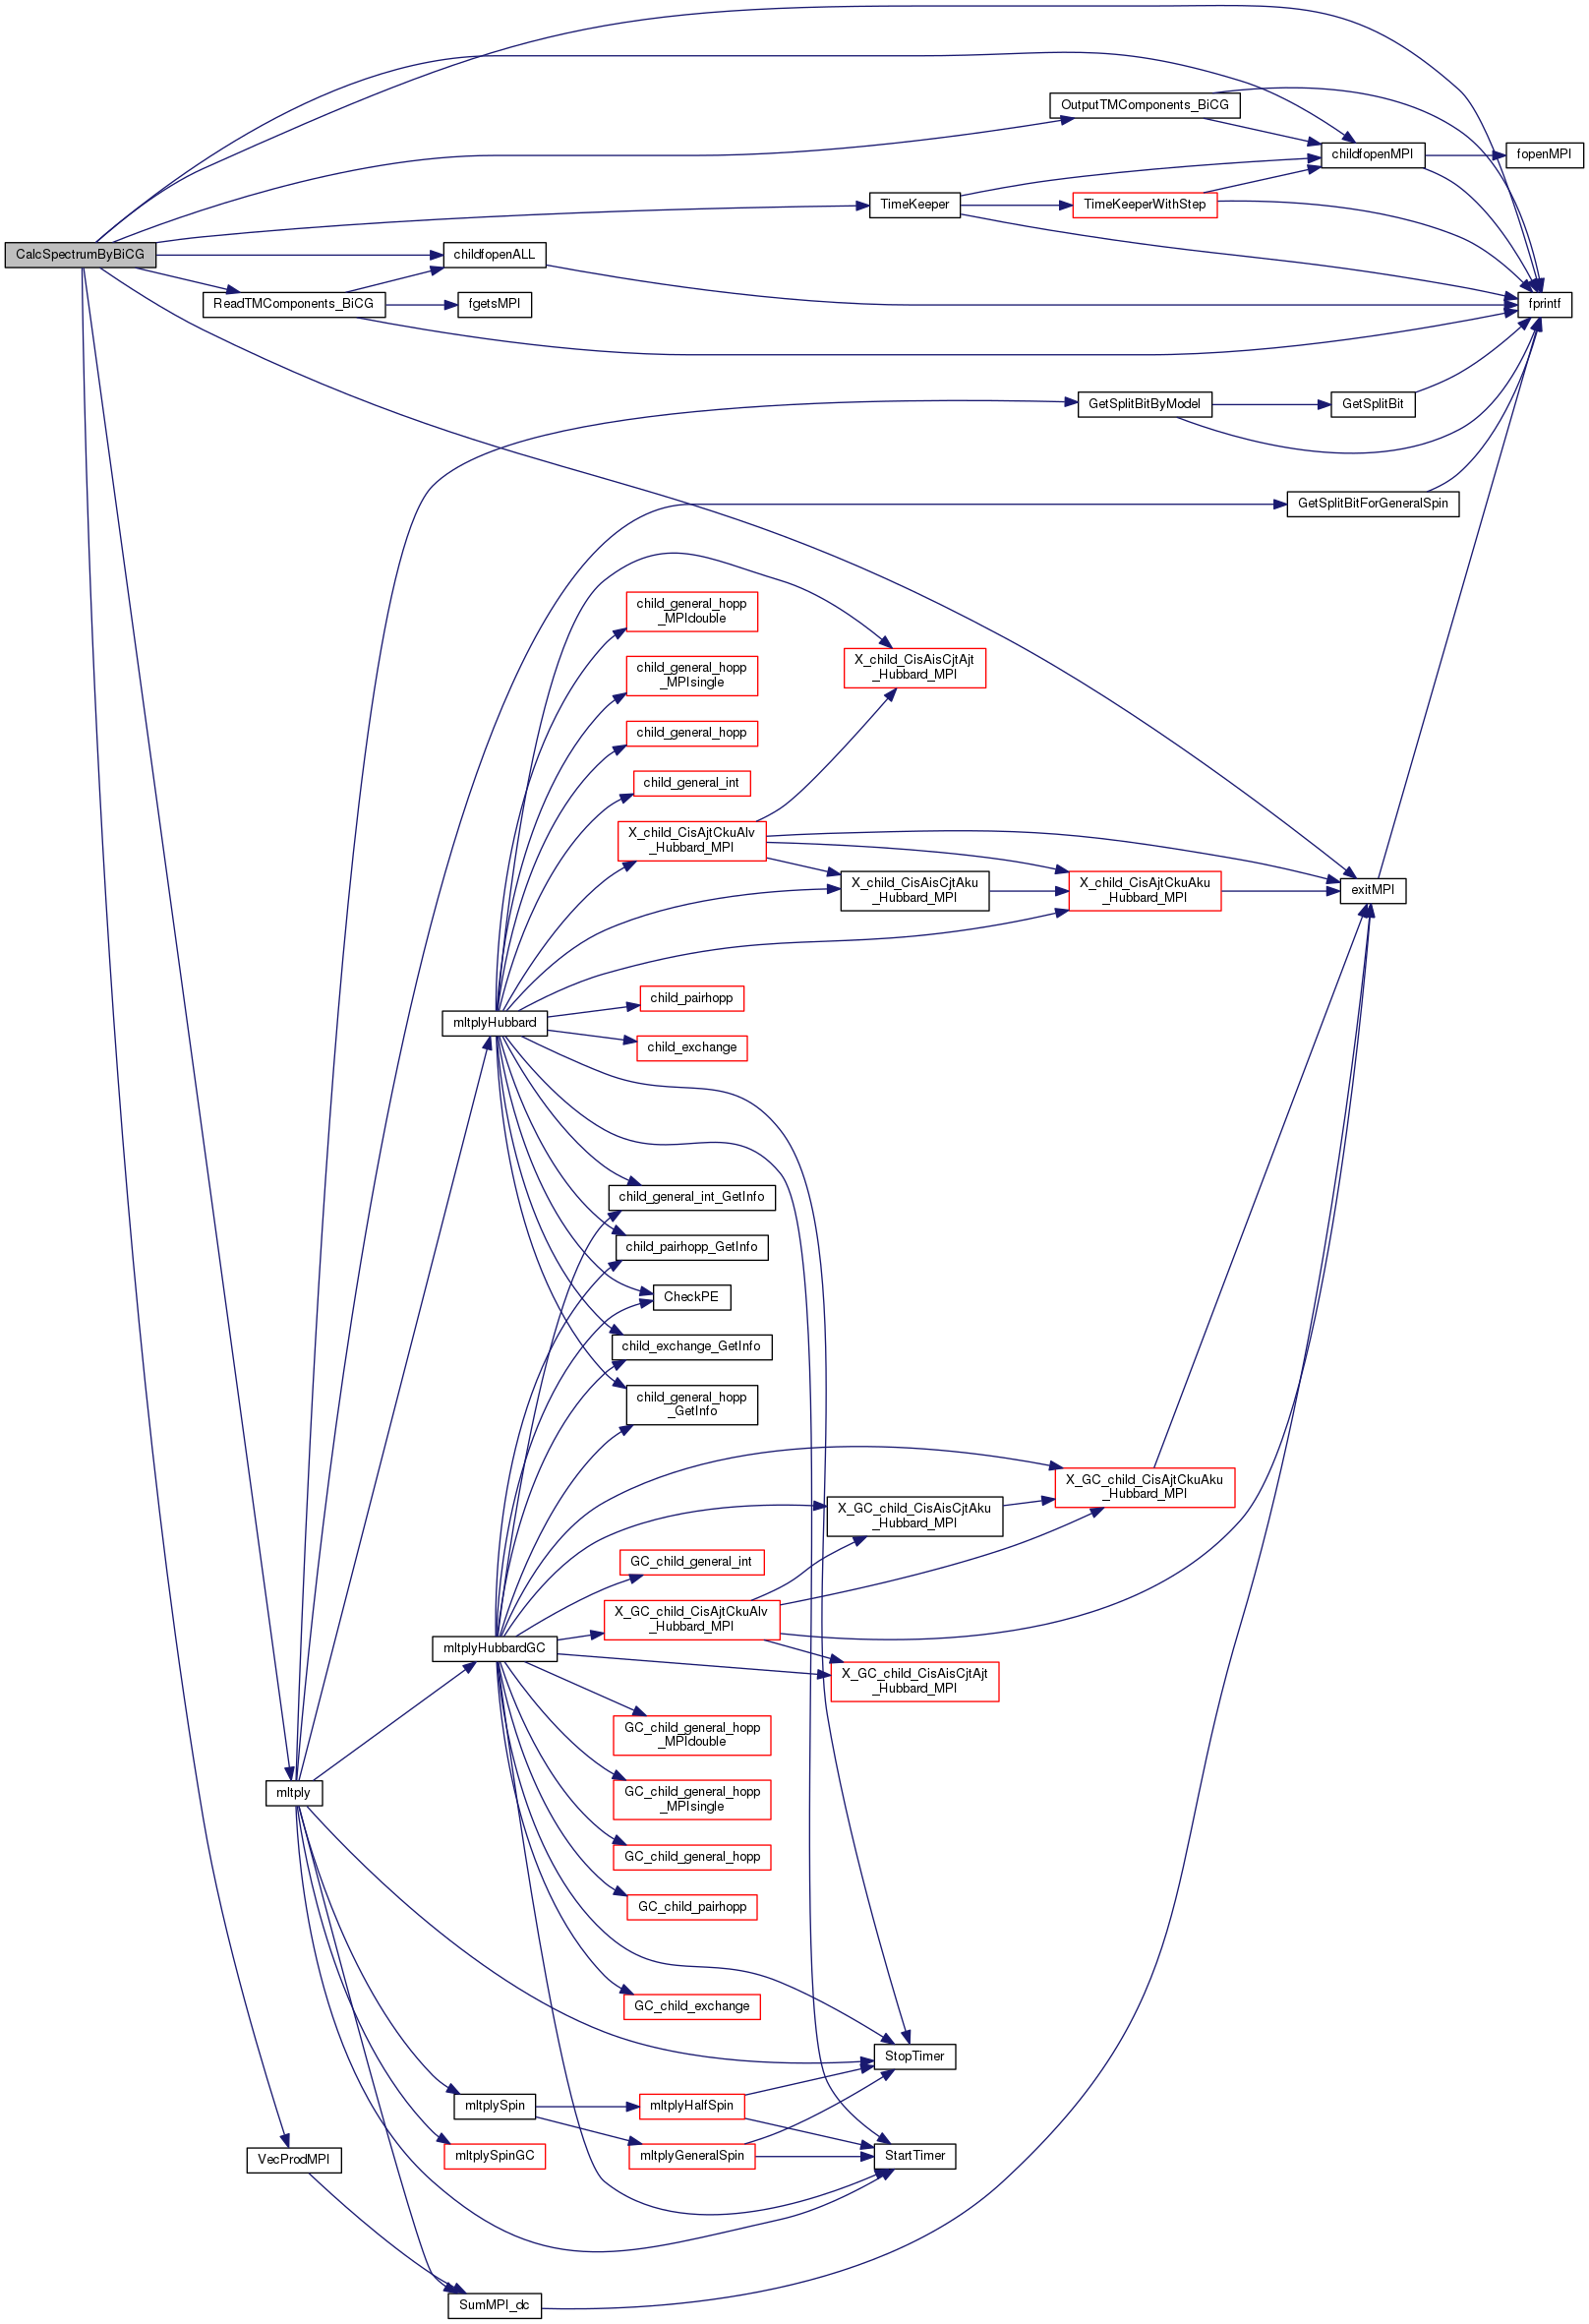 OutputTMComponents_BiCG
childfopenMPI
fopenMPI
TimeKeeper
TimeKeeperWithStep
CalcSpectrumByBiCG
childfopenALL
ReadTMComponents_BiCG
fgetsMPI
fprintf
GetSplitBitByModel
GetSplitBit
GetSplitBitForGeneralSpin
child_general_hopp
_MPIdouble
X_child_CisAisCjtAjt
_Hubbard_MPI
child_general_hopp
_MPIsingle
child_general_hopp
child_general_int
X_child_CisAjtCkuAlv
_Hubbard_MPI
X_child_CisAisCjtAku
_Hubbard_MPI
X_child_CisAjtCkuAku
_Hubbard_MPI
exitMPI
child_pairhopp
mltplyHubbard
child_exchange
child_general_int_GetInfo
child_pairhopp_GetInfo
CheckPE
child_exchange_GetInfo
child_general_hopp
_GetInfo
X_GC_child_CisAjtCkuAku
_Hubbard_MPI
X_GC_child_CisAisCjtAku
_Hubbard_MPI
GC_child_general_int
X_GC_child_CisAjtCkuAlv
_Hubbard_MPI
mltplyHubbardGC
X_GC_child_CisAisCjtAjt
_Hubbard_MPI
GC_child_general_hopp
_MPIdouble
mltply
GC_child_general_hopp
_MPIsingle
GC_child_general_hopp
GC_child_pairhopp
GC_child_exchange
StopTimer
mltplySpin
mltplyHalfSpin
VecProdMPI
mltplySpinGC
mltplyGeneralSpin
StartTimer
SumMPI_dc